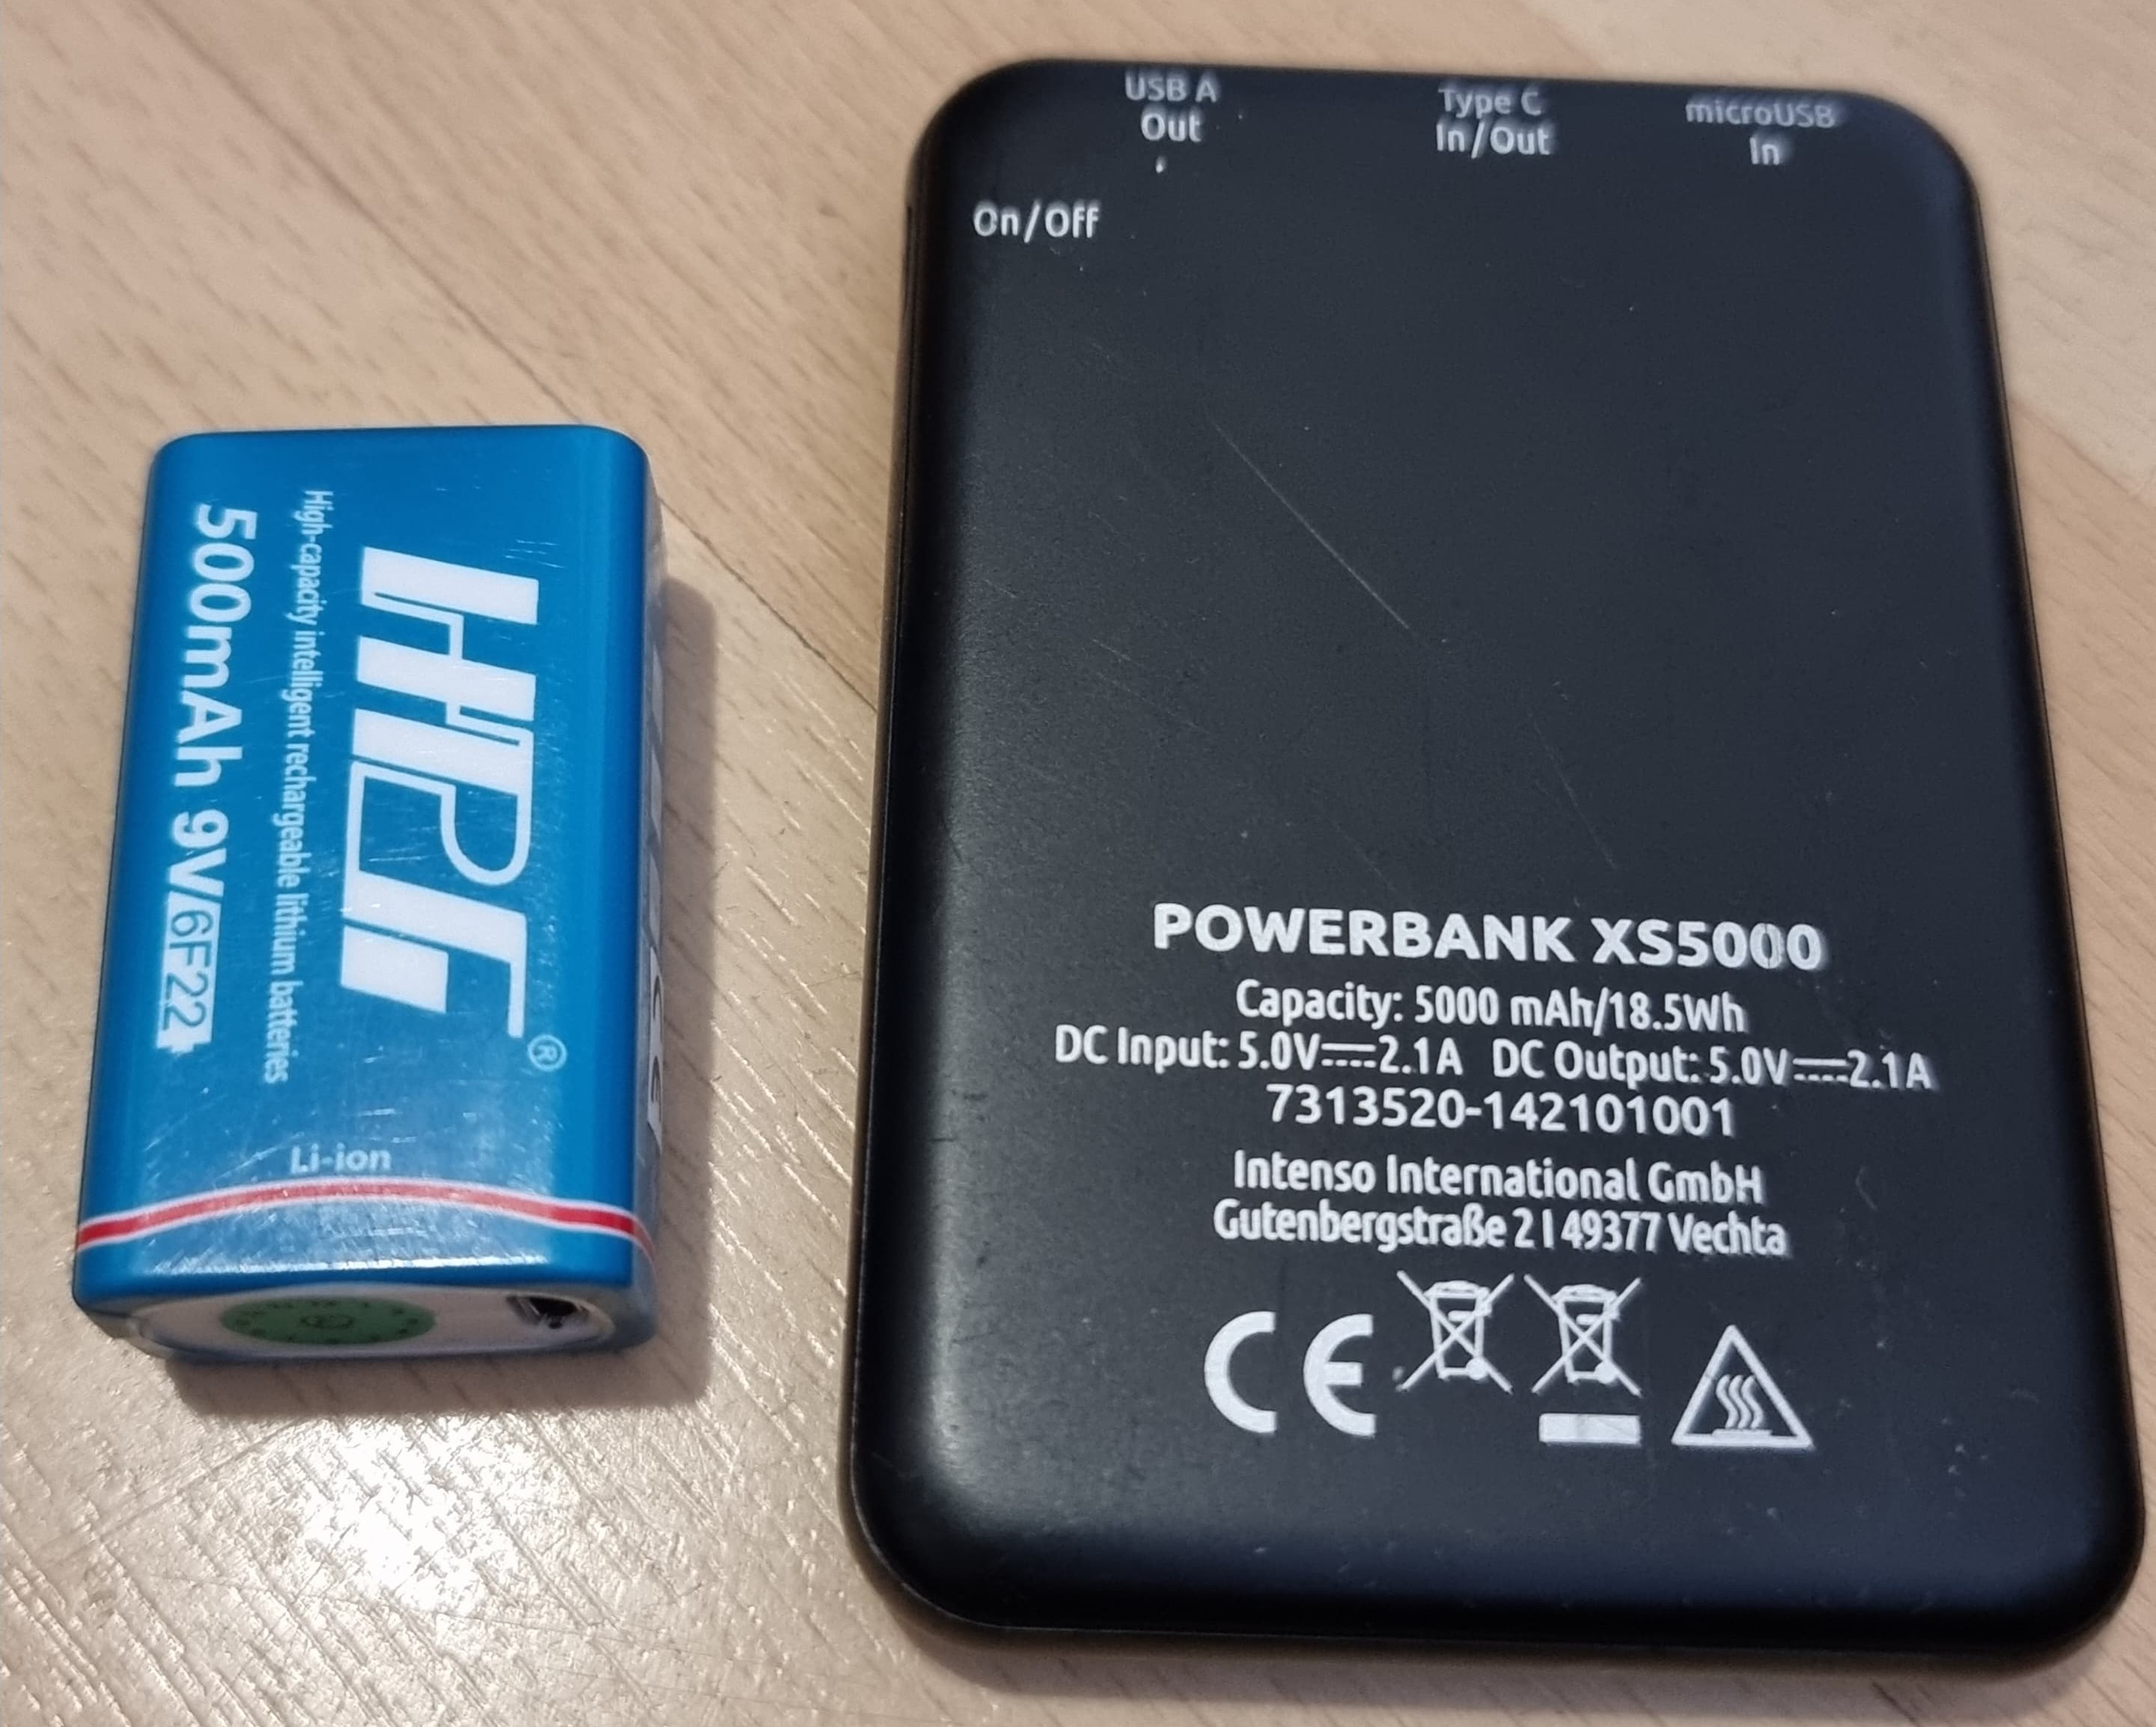 HPG®
High-capacity intelligent rechargeable lithium batteries
500mAh 9V/6F22
Li-ion
USB A
Out
Type C
In/Out
microUSB
In
On/Off
POWERBANK XS5000
Capacity: 5000 mAh/18.5Wh
DC Input: 5.0V⎓2.1A DC Output: 5.0V⎓2.1A
7313520-142101001
Intenso International GmbH
Gutenbergstraße 2 I 49377 Vechta
CE